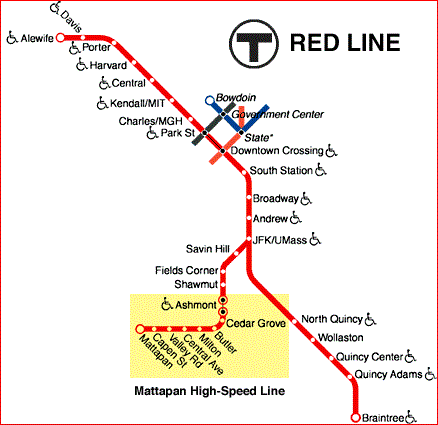 T RED LINE
Alewife
Davis
Porter
Harvard
Central
Kendall/MIT
Charles/MGH
Park St
Bowdoin
Government Center
State*
Downtown Crossing
South Station
Broadway
Andrew
JFK/UMass
Savin Hill
Fields Corner
Shawmut
Ashmont
Cedar Grove
Butler
Milton
Central Ave
Valley Rd
Capen St
Mattapan
Mattapan High-Speed Line
North Quincy
Wollaston
Quincy Center
Quincy Adams
Braintree